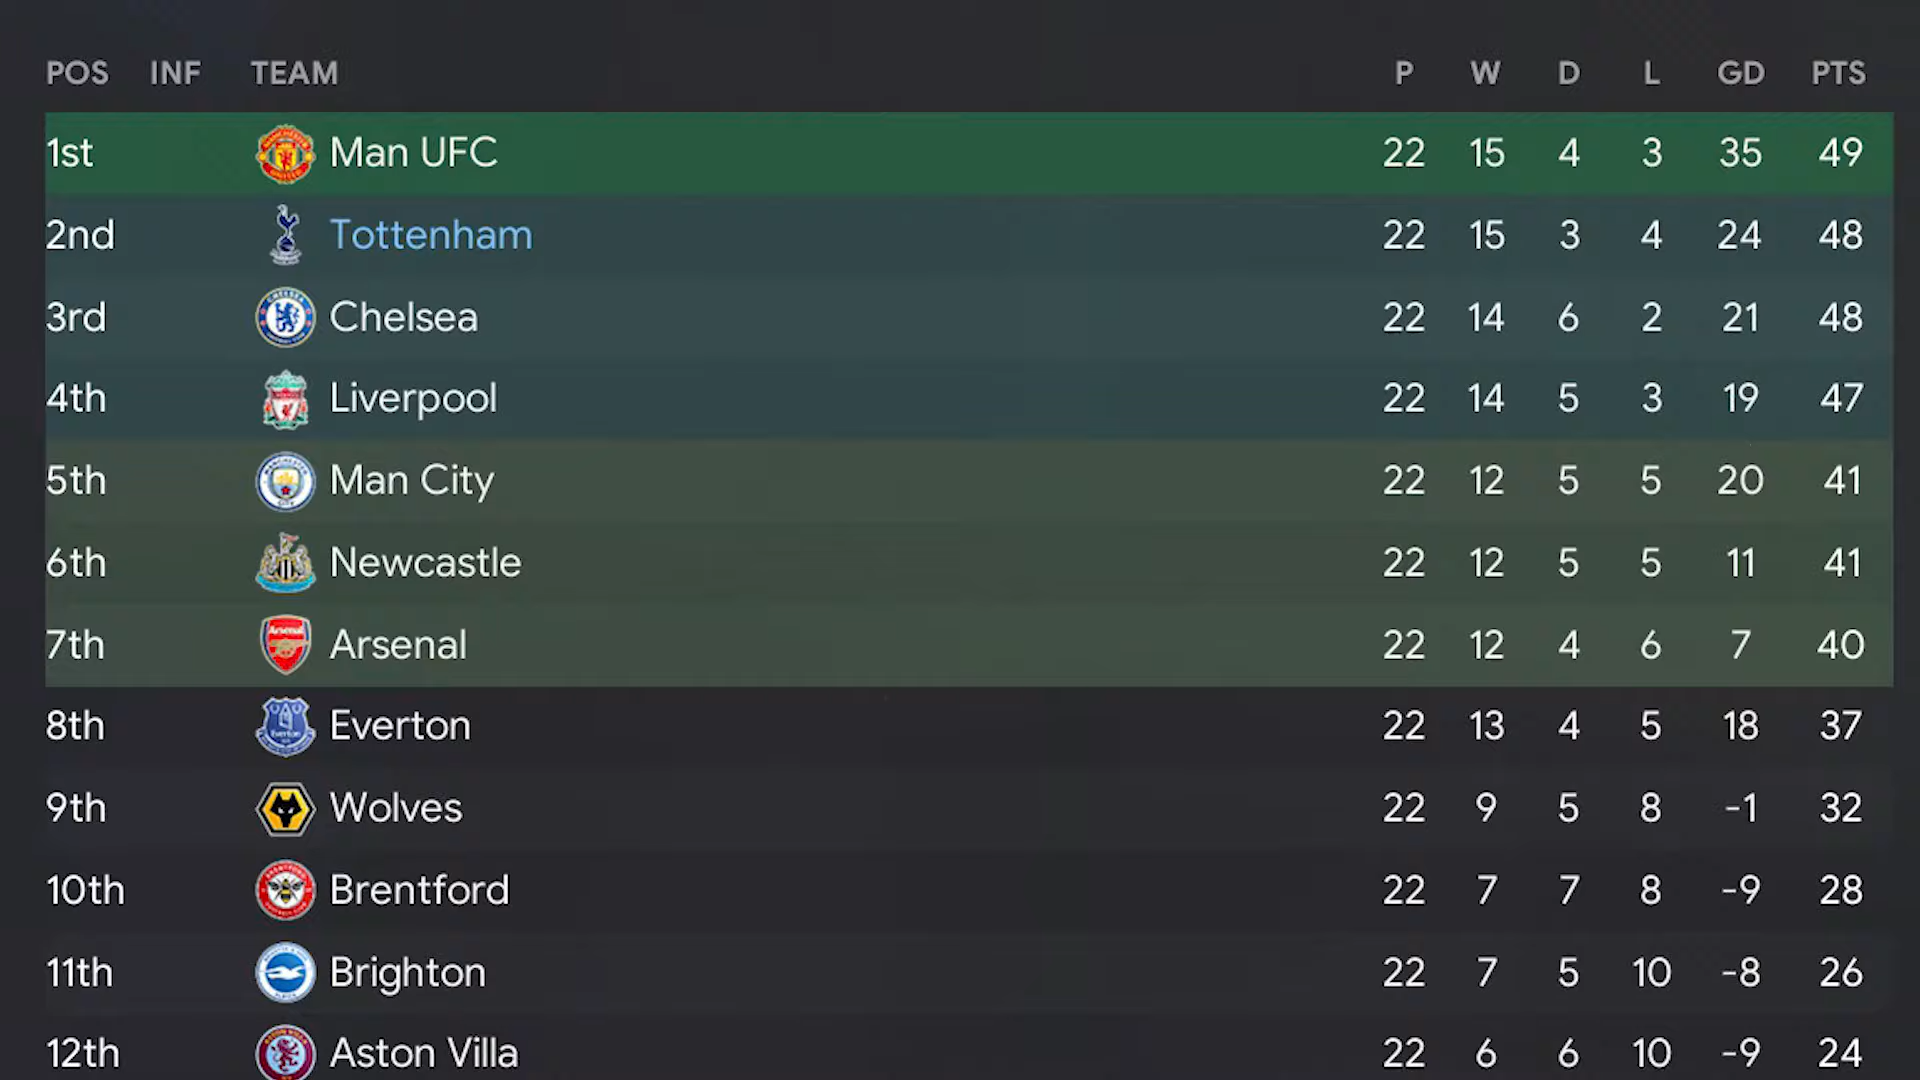 POS INF TEAM P W D L GD PTS
1st Man UFC 22 15 4 3 35 49
2nd Tottenham 22 15 3 4 24 48
3rd Chelsea 22 14 6 2 21 48
4th Liverpool 22 14 5 3 19 47
5th Man City 22 12 5 5 20 41
6th Newcastle 22 12 5 5 11 41
7th Arsenal 22 12 4 6 7 40
8th Everton 22 13 4 5 18 37
9th Wolves 22 9 5 8 -1 32
10th Brentford 22 7 7 8 -9 28
11th Brighton 22 7 5 10 -8 26
12th Aston Villa 22 6 6 10 -9 24